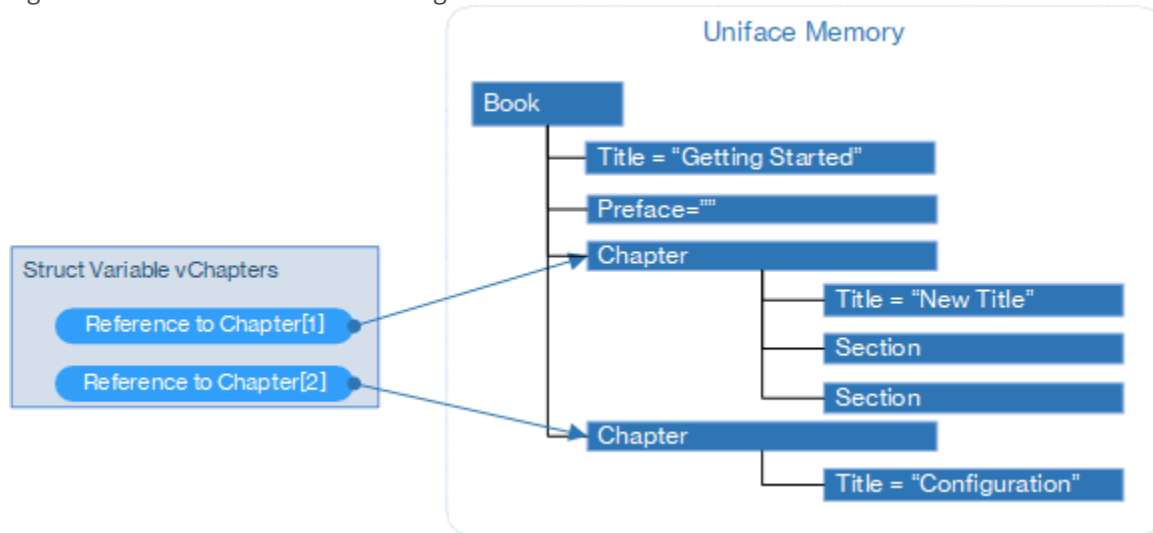 Uniface Memory
Book
Title = “Getting Started”
Preface=””
Chapter
Struct Variable vChapters
Title = “New Title”
Reference to Chapter[1]
Section
Reference to Chapter[2]
Section
Chapter
Title = “Configuration”